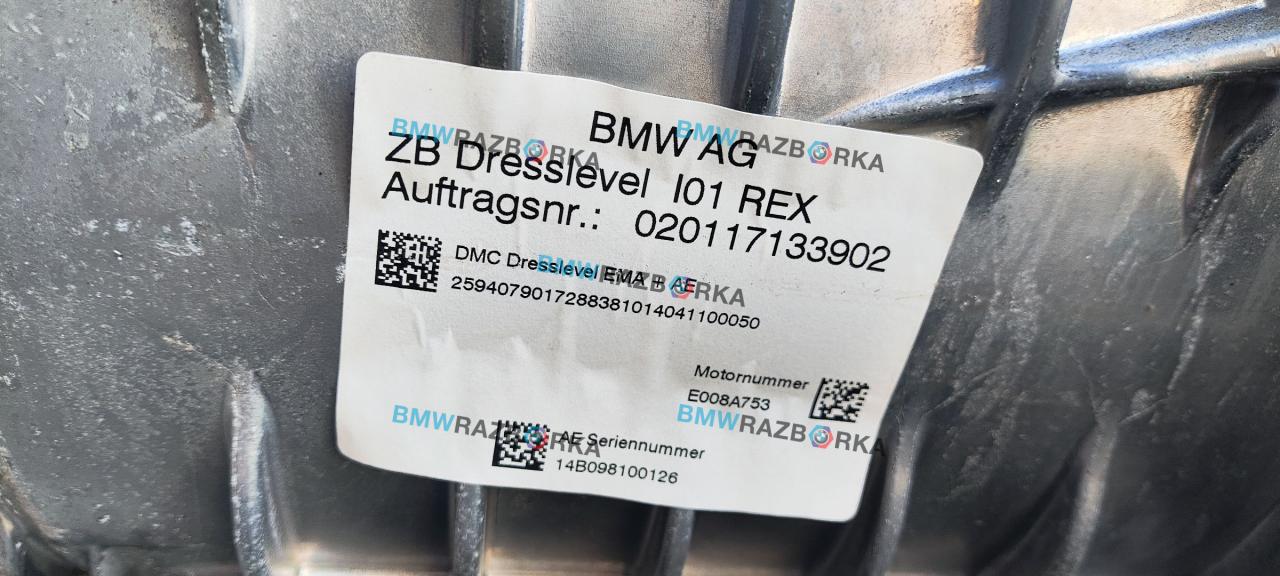 BMW AG
ZB Dresslevel I01 REX
Auftragsnr.: 020117133902
DMC Dresslevel EMA + AE
2594079017288381014041100050
Motornummer
E008A753
AE Seriennummer
14B098100126
BMWRAZBORKA
BMWRAZBORKA
BMWRAZBORKA
BMWRAZBORKA
BMWRAZBORKA